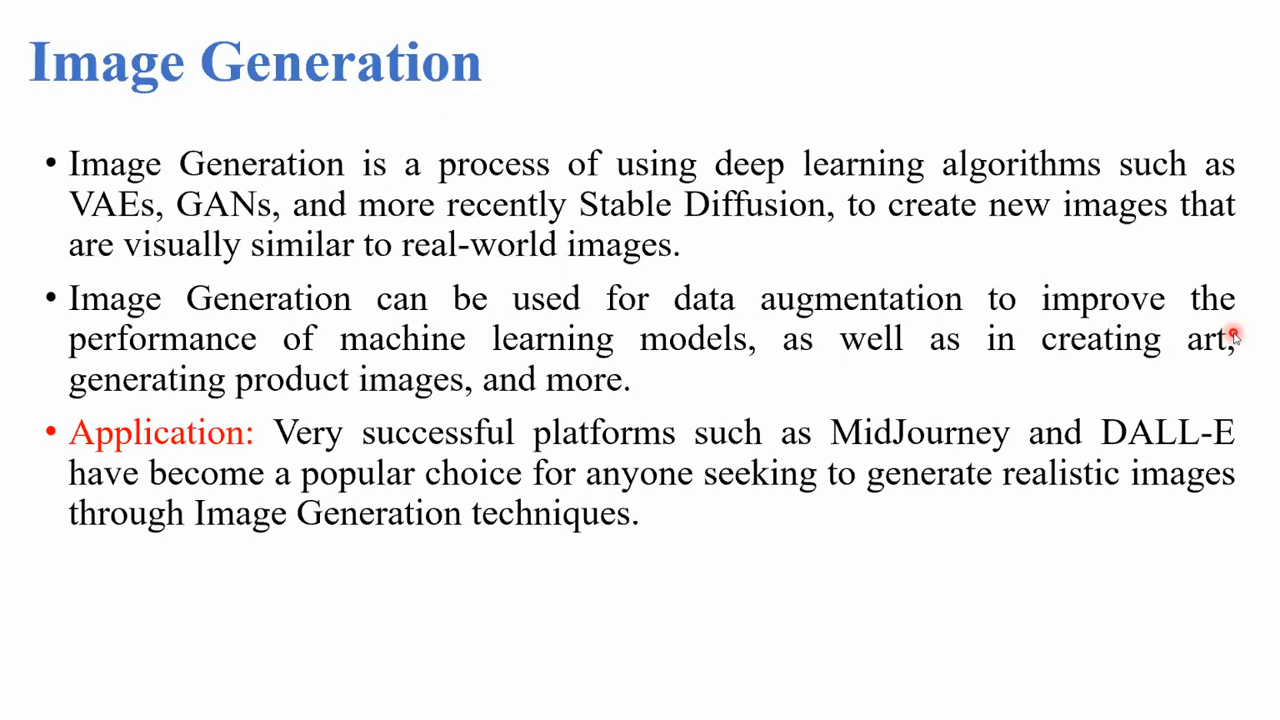 Image Generation
• Image Generation is a process of using deep learning algorithms such as
VAEs, GANs, and more recently Stable Diffusion, to create new images that
are visually similar to real-world images.
• Image Generation can be used for data augmentation to improve the
performance of machine learning models, as well as in creating art,
generating product images, and more.
• Application: Very successful platforms such as MidJourney and DALL-E
have become a popular choice for anyone seeking to generate realistic images
through Image Generation techniques.